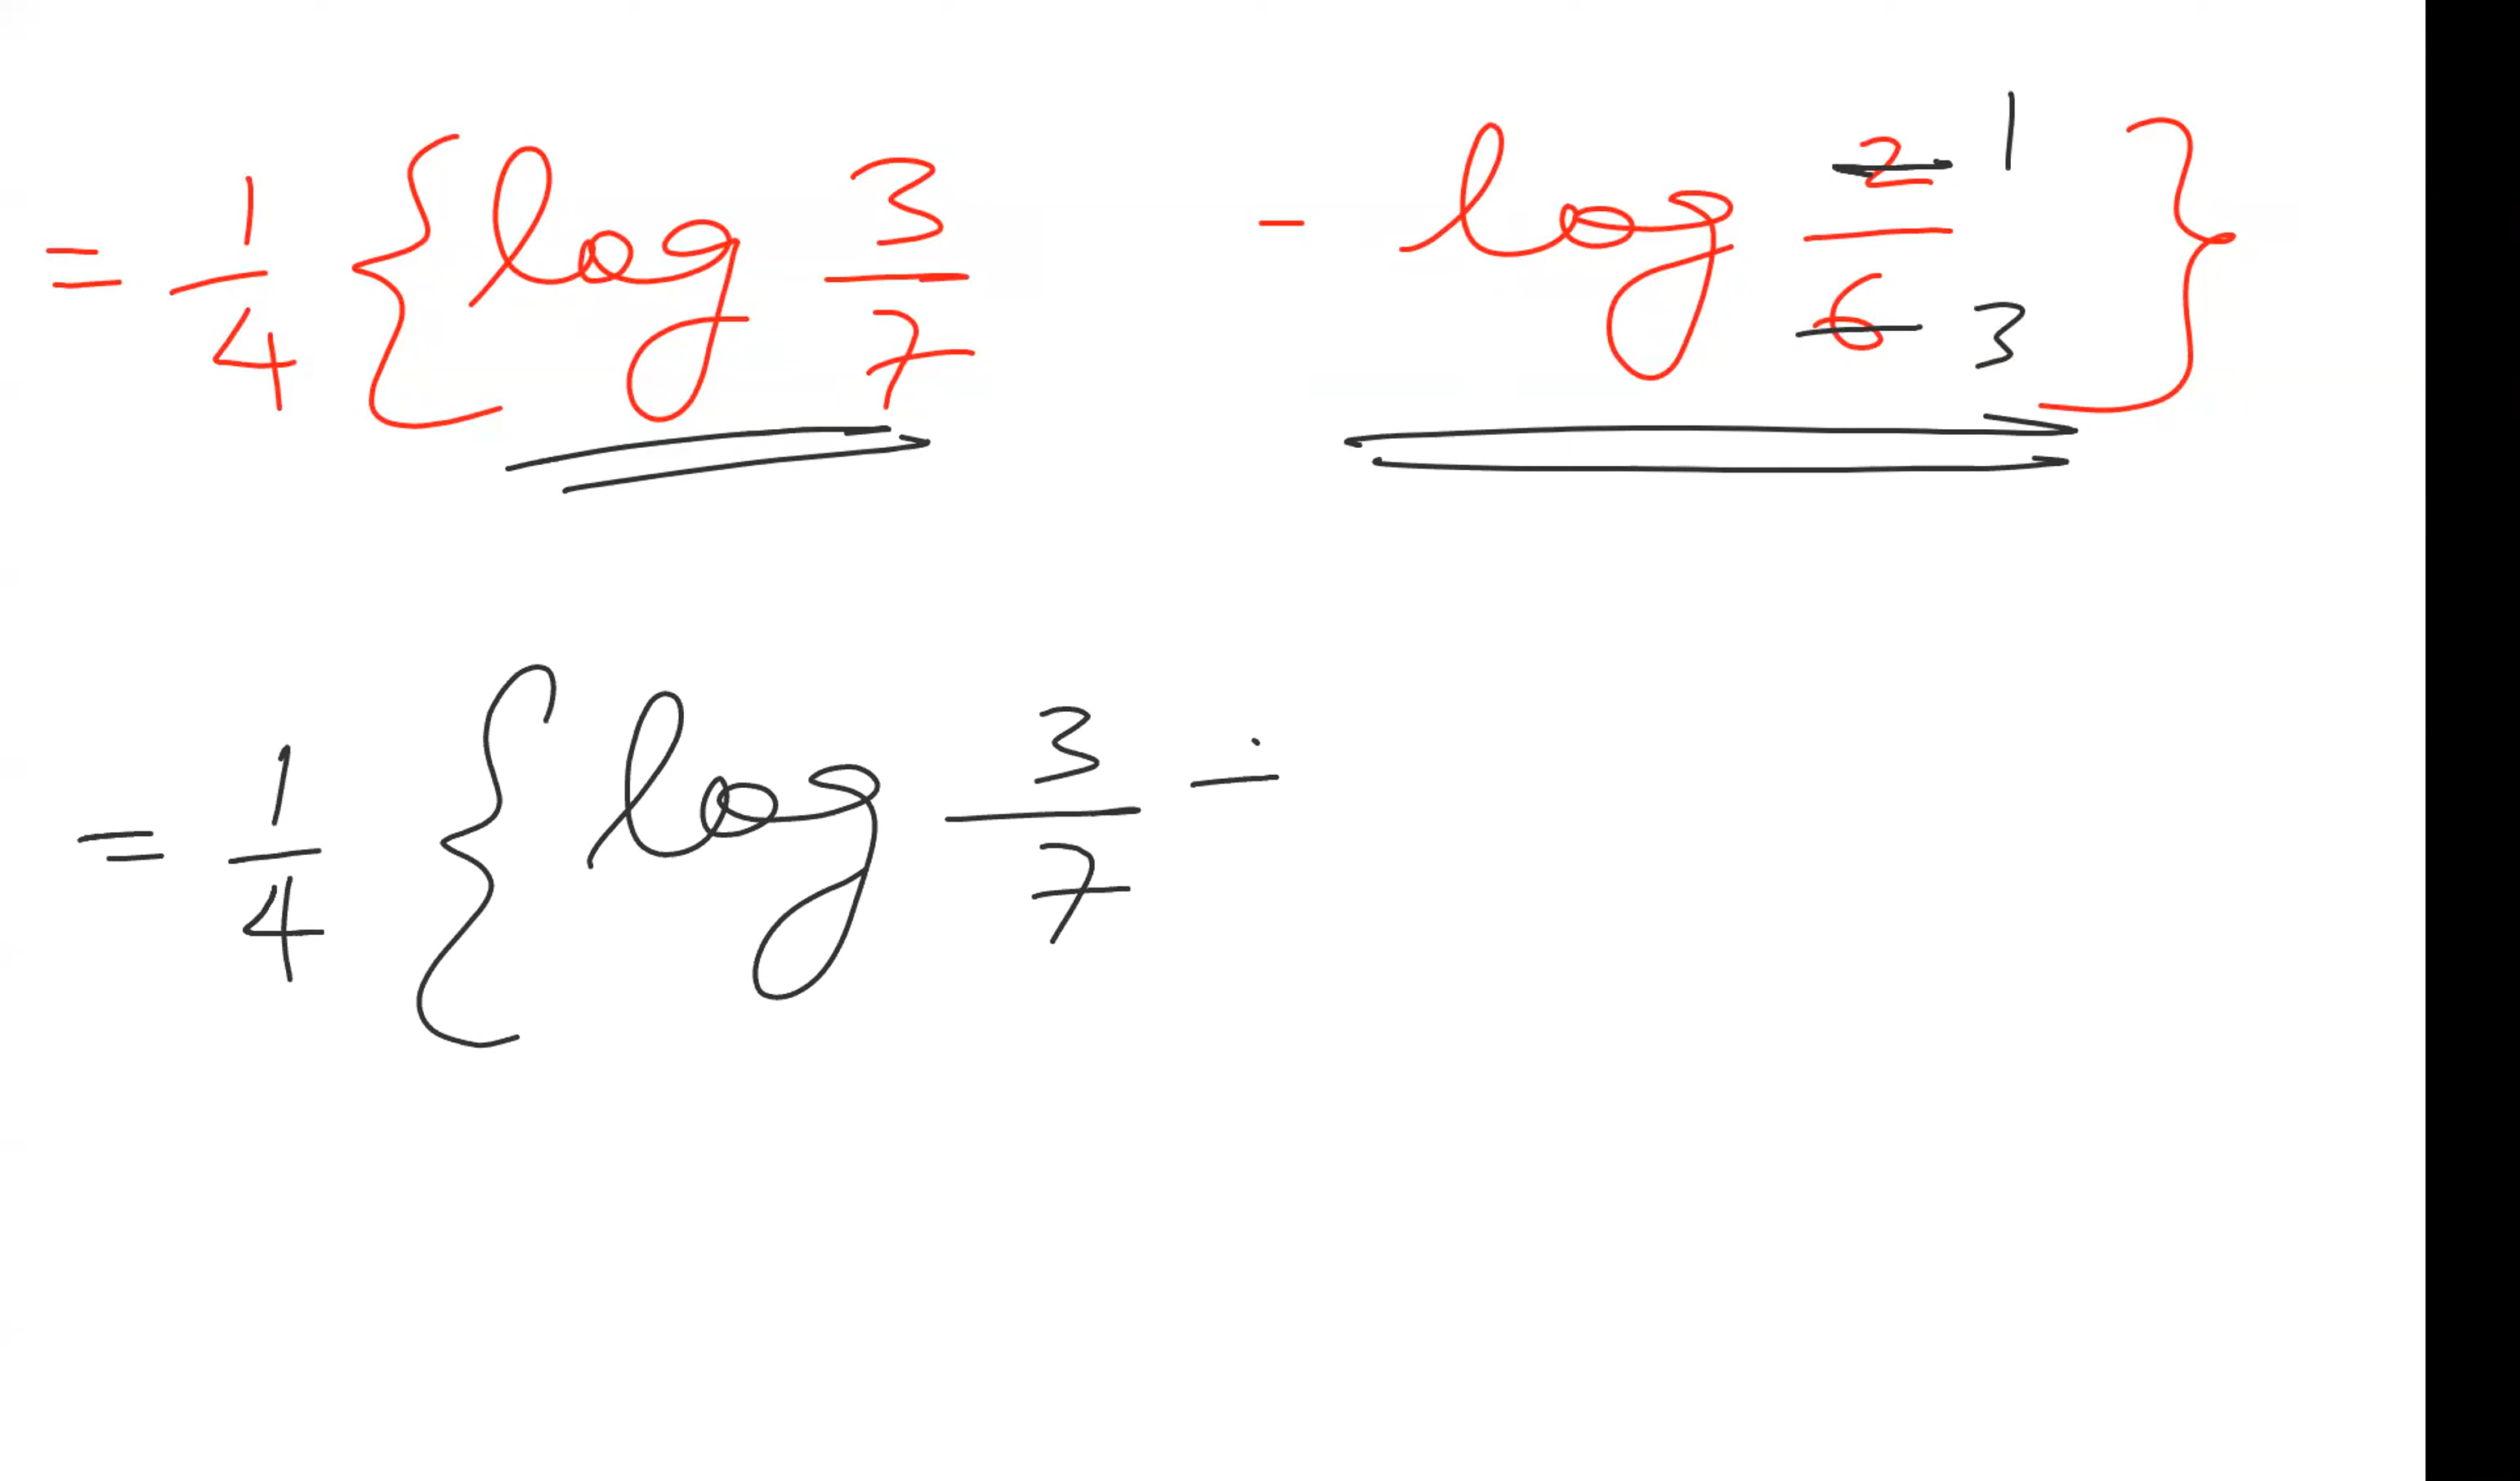 = 1/4 { log 3/7 - log 2/6 1 3 }
= 1/4 { log 3/7 ∸